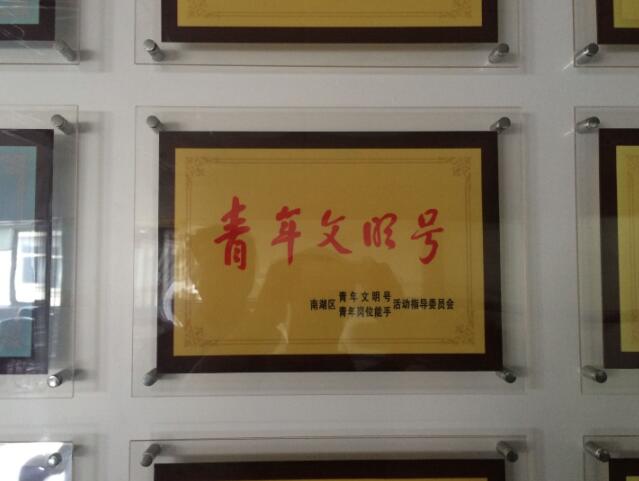 青年文明号
南湖区 青年文明号 活动指导委员会
青年岗位能手